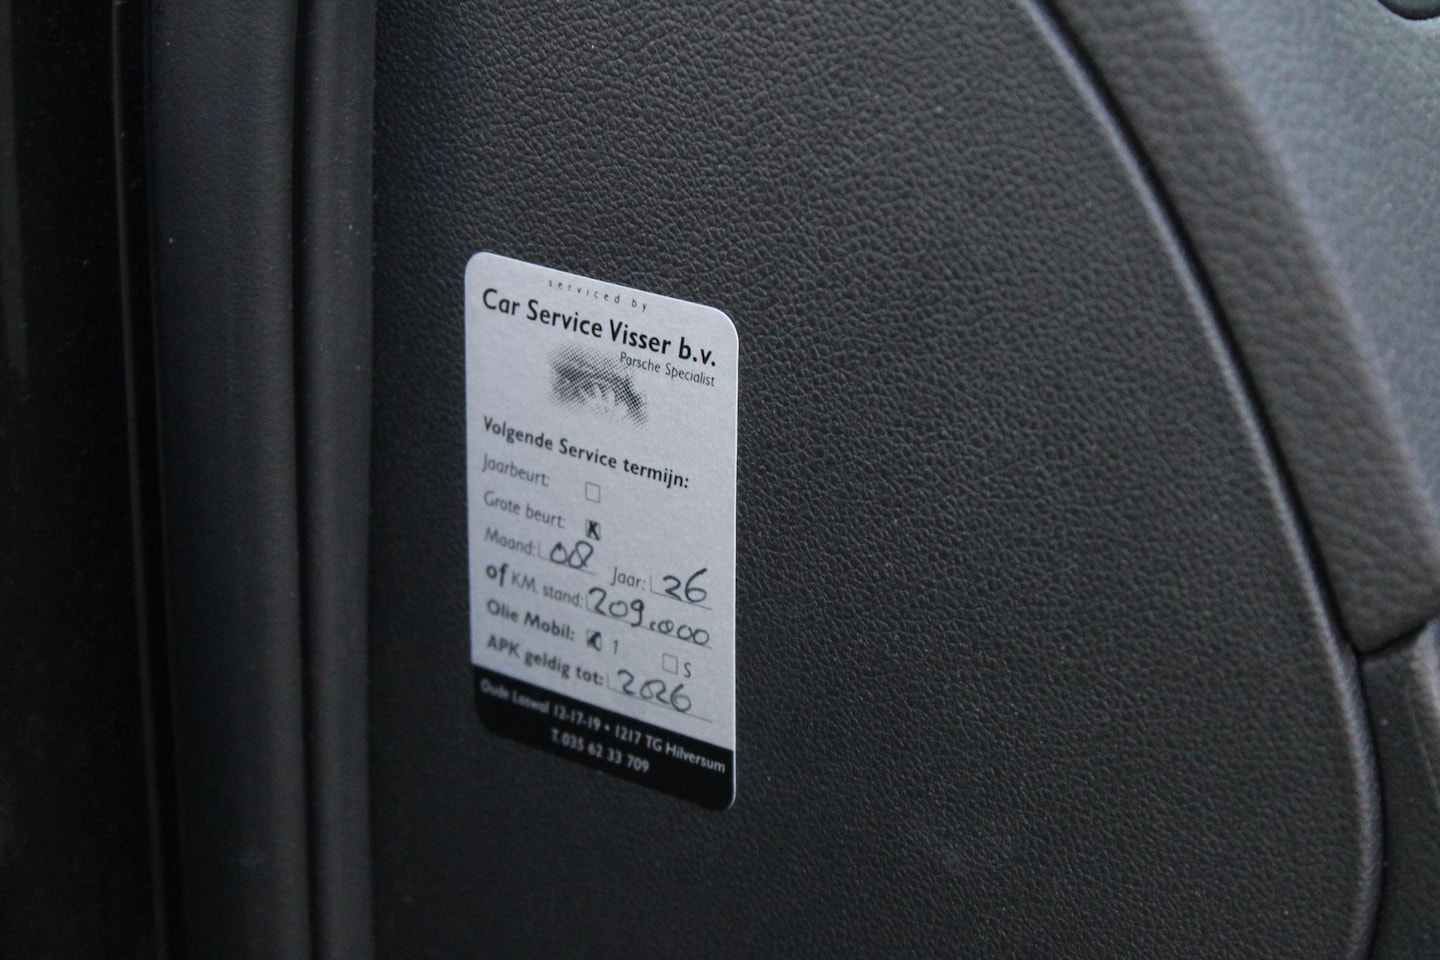 serviced by
Car Service Visser b.v.
Porsche Specialist
Volgende Service termijn:
Jaarbeurt:
Grote beurt:
Maand: 08 Jaar: 26
of KM. stand: 209.000
Olie Mobil: 1 S
APK geldig tot: 2026
Oude Loswal 12-17-19 • 1217 TG Hilversum
T. 035 62 33 709